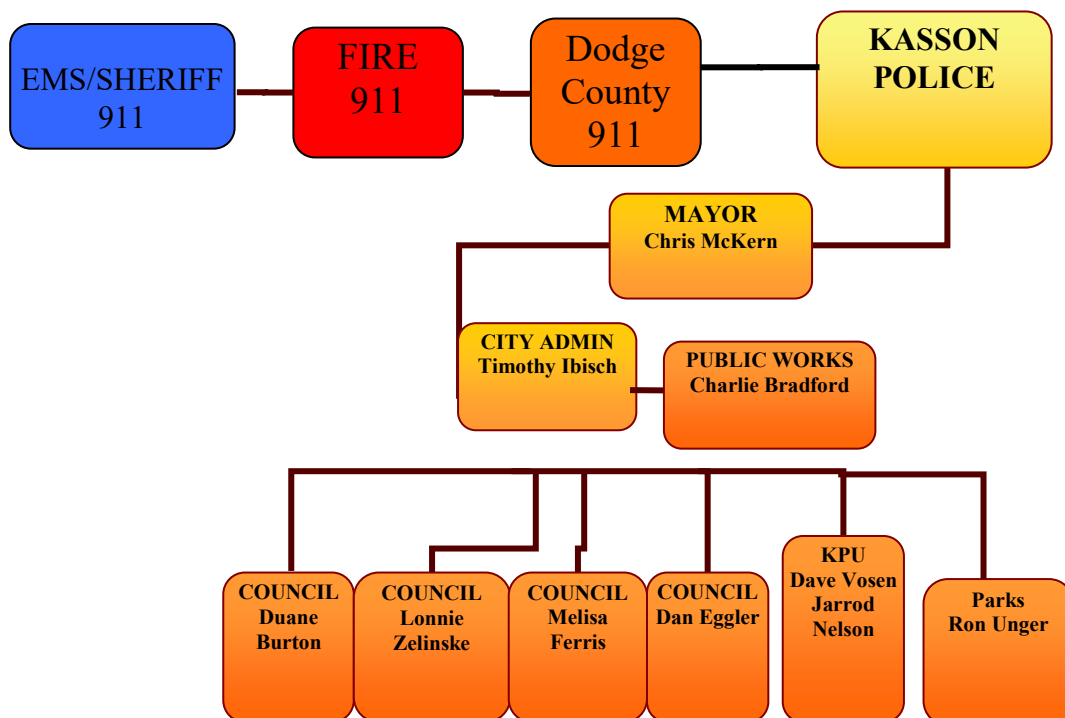 EMS/SHERIFF
911
FIRE
911
Dodge
County
911
KASSON
POLICE
MAYOR
Chris McKern
CITY ADMIN
Timothy Ibisch
PUBLIC WORKS
Charlie Bradford
COUNCIL
Duane
Burton
COUNCIL
Lonnie
Zelinske
COUNCIL
Melisa
Ferris
COUNCIL
Dan Eggler
KPU
Dave Vosen
Jarrod
Nelson
Parks
Ron Unger